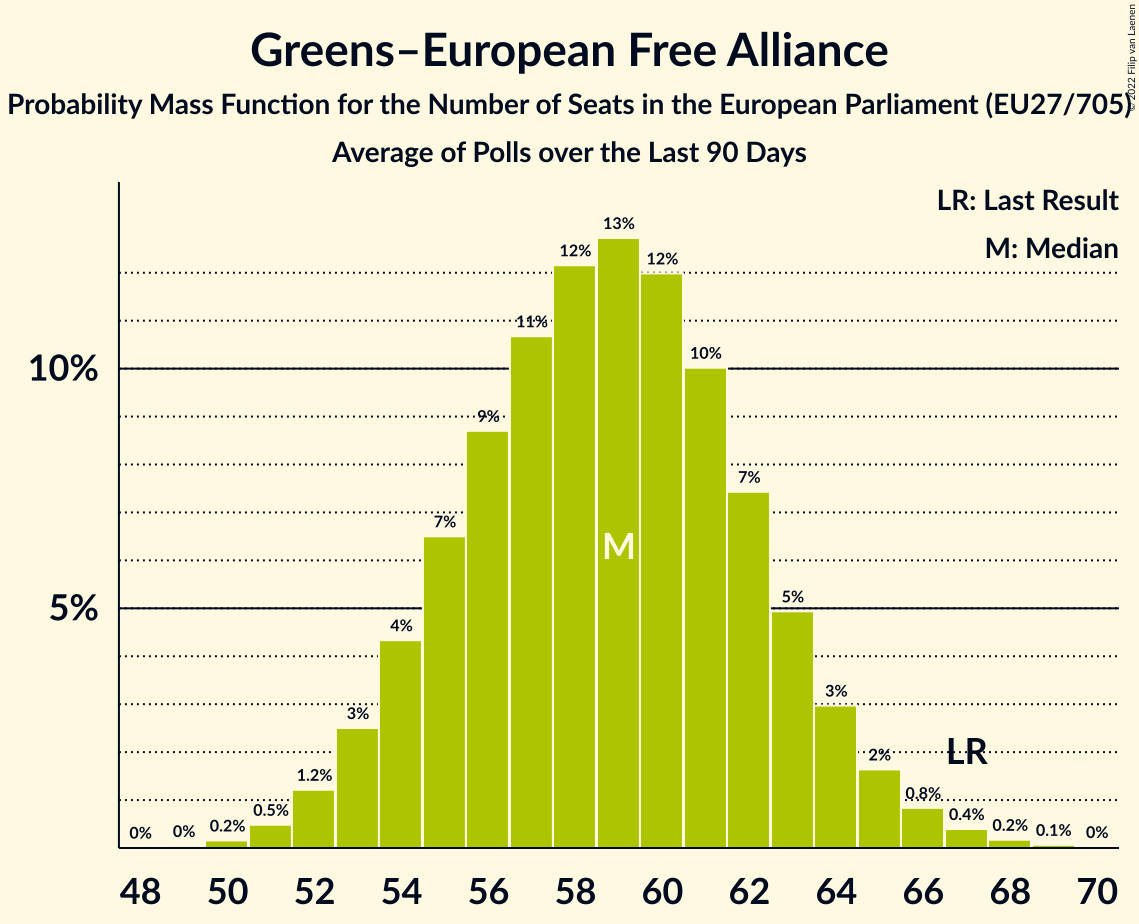 Greens–European Free Alliance
Probability Mass Function for the Number of Seats in the European Parliament (EU27/705)
Average of Polls over the Last 90 Days
© 2022 Filip van Laenen
LR: Last Result
M: Median
10%
5%
0%
0%
0.2%
0.5%
1.2%
3%
4%
7%
9%
11%
12%
13%
12%
10%
7%
5%
3%
2%
0.8%
0.4%
0.2%
0.1%
0%
M
LR
48 50 52 54 56 58 60 62 64 66 68 70